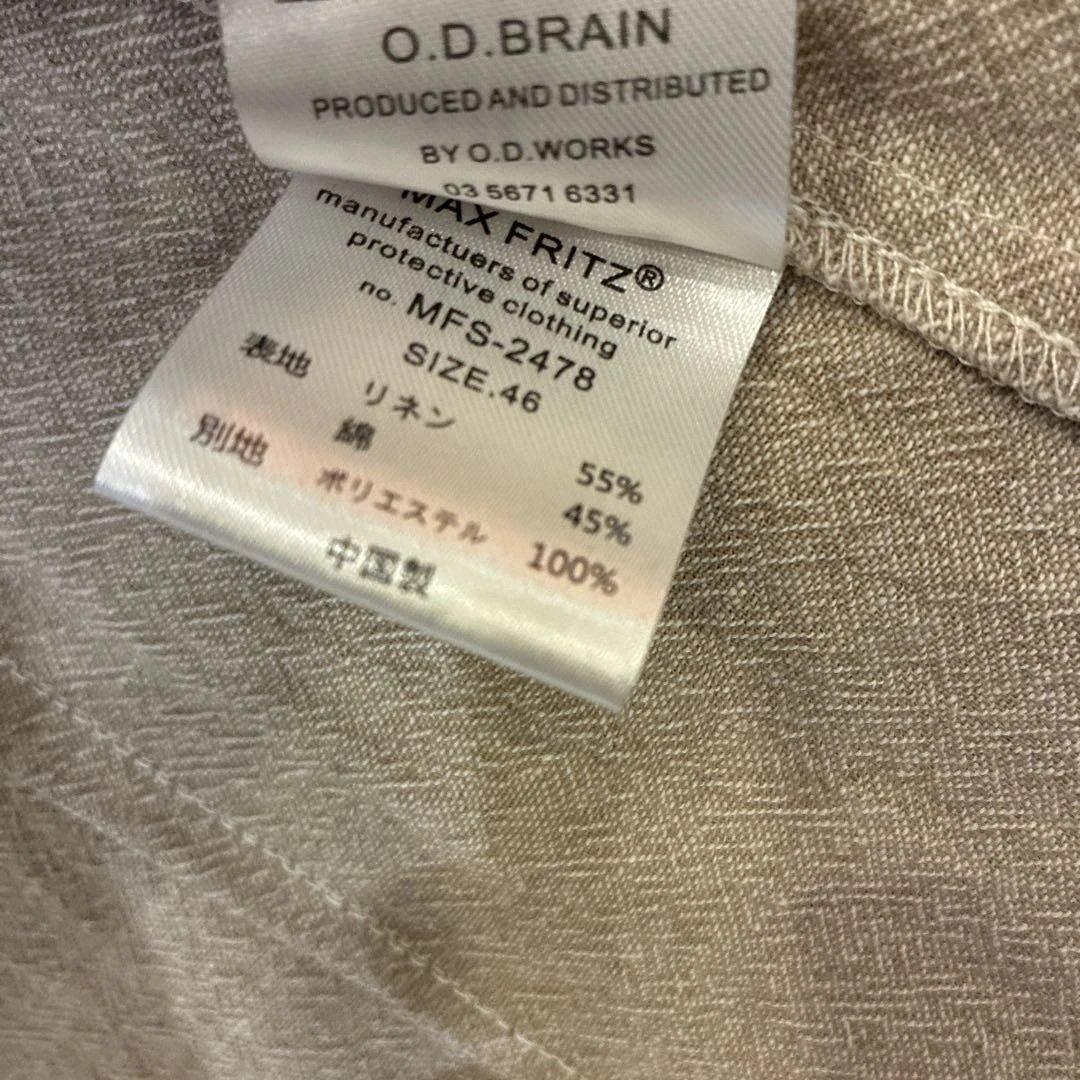 O.D.BRAIN
PRODUCED AND DISTRIBUTED
BY O.D.WORKS
03 5671 6331
MAX FRITZ®
manufactuers of superior
protective clothing
no. MFS-2478
SIZE.46
表地 リネン 55%
綿 45%
別地 ポリエステル 100%
中国製